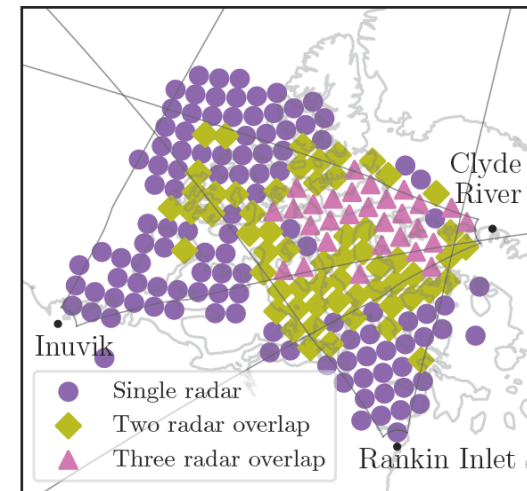 Clyde
River
Inuvik
Single radar
Two radar overlap
Three radar overlap
Rankin Inlet